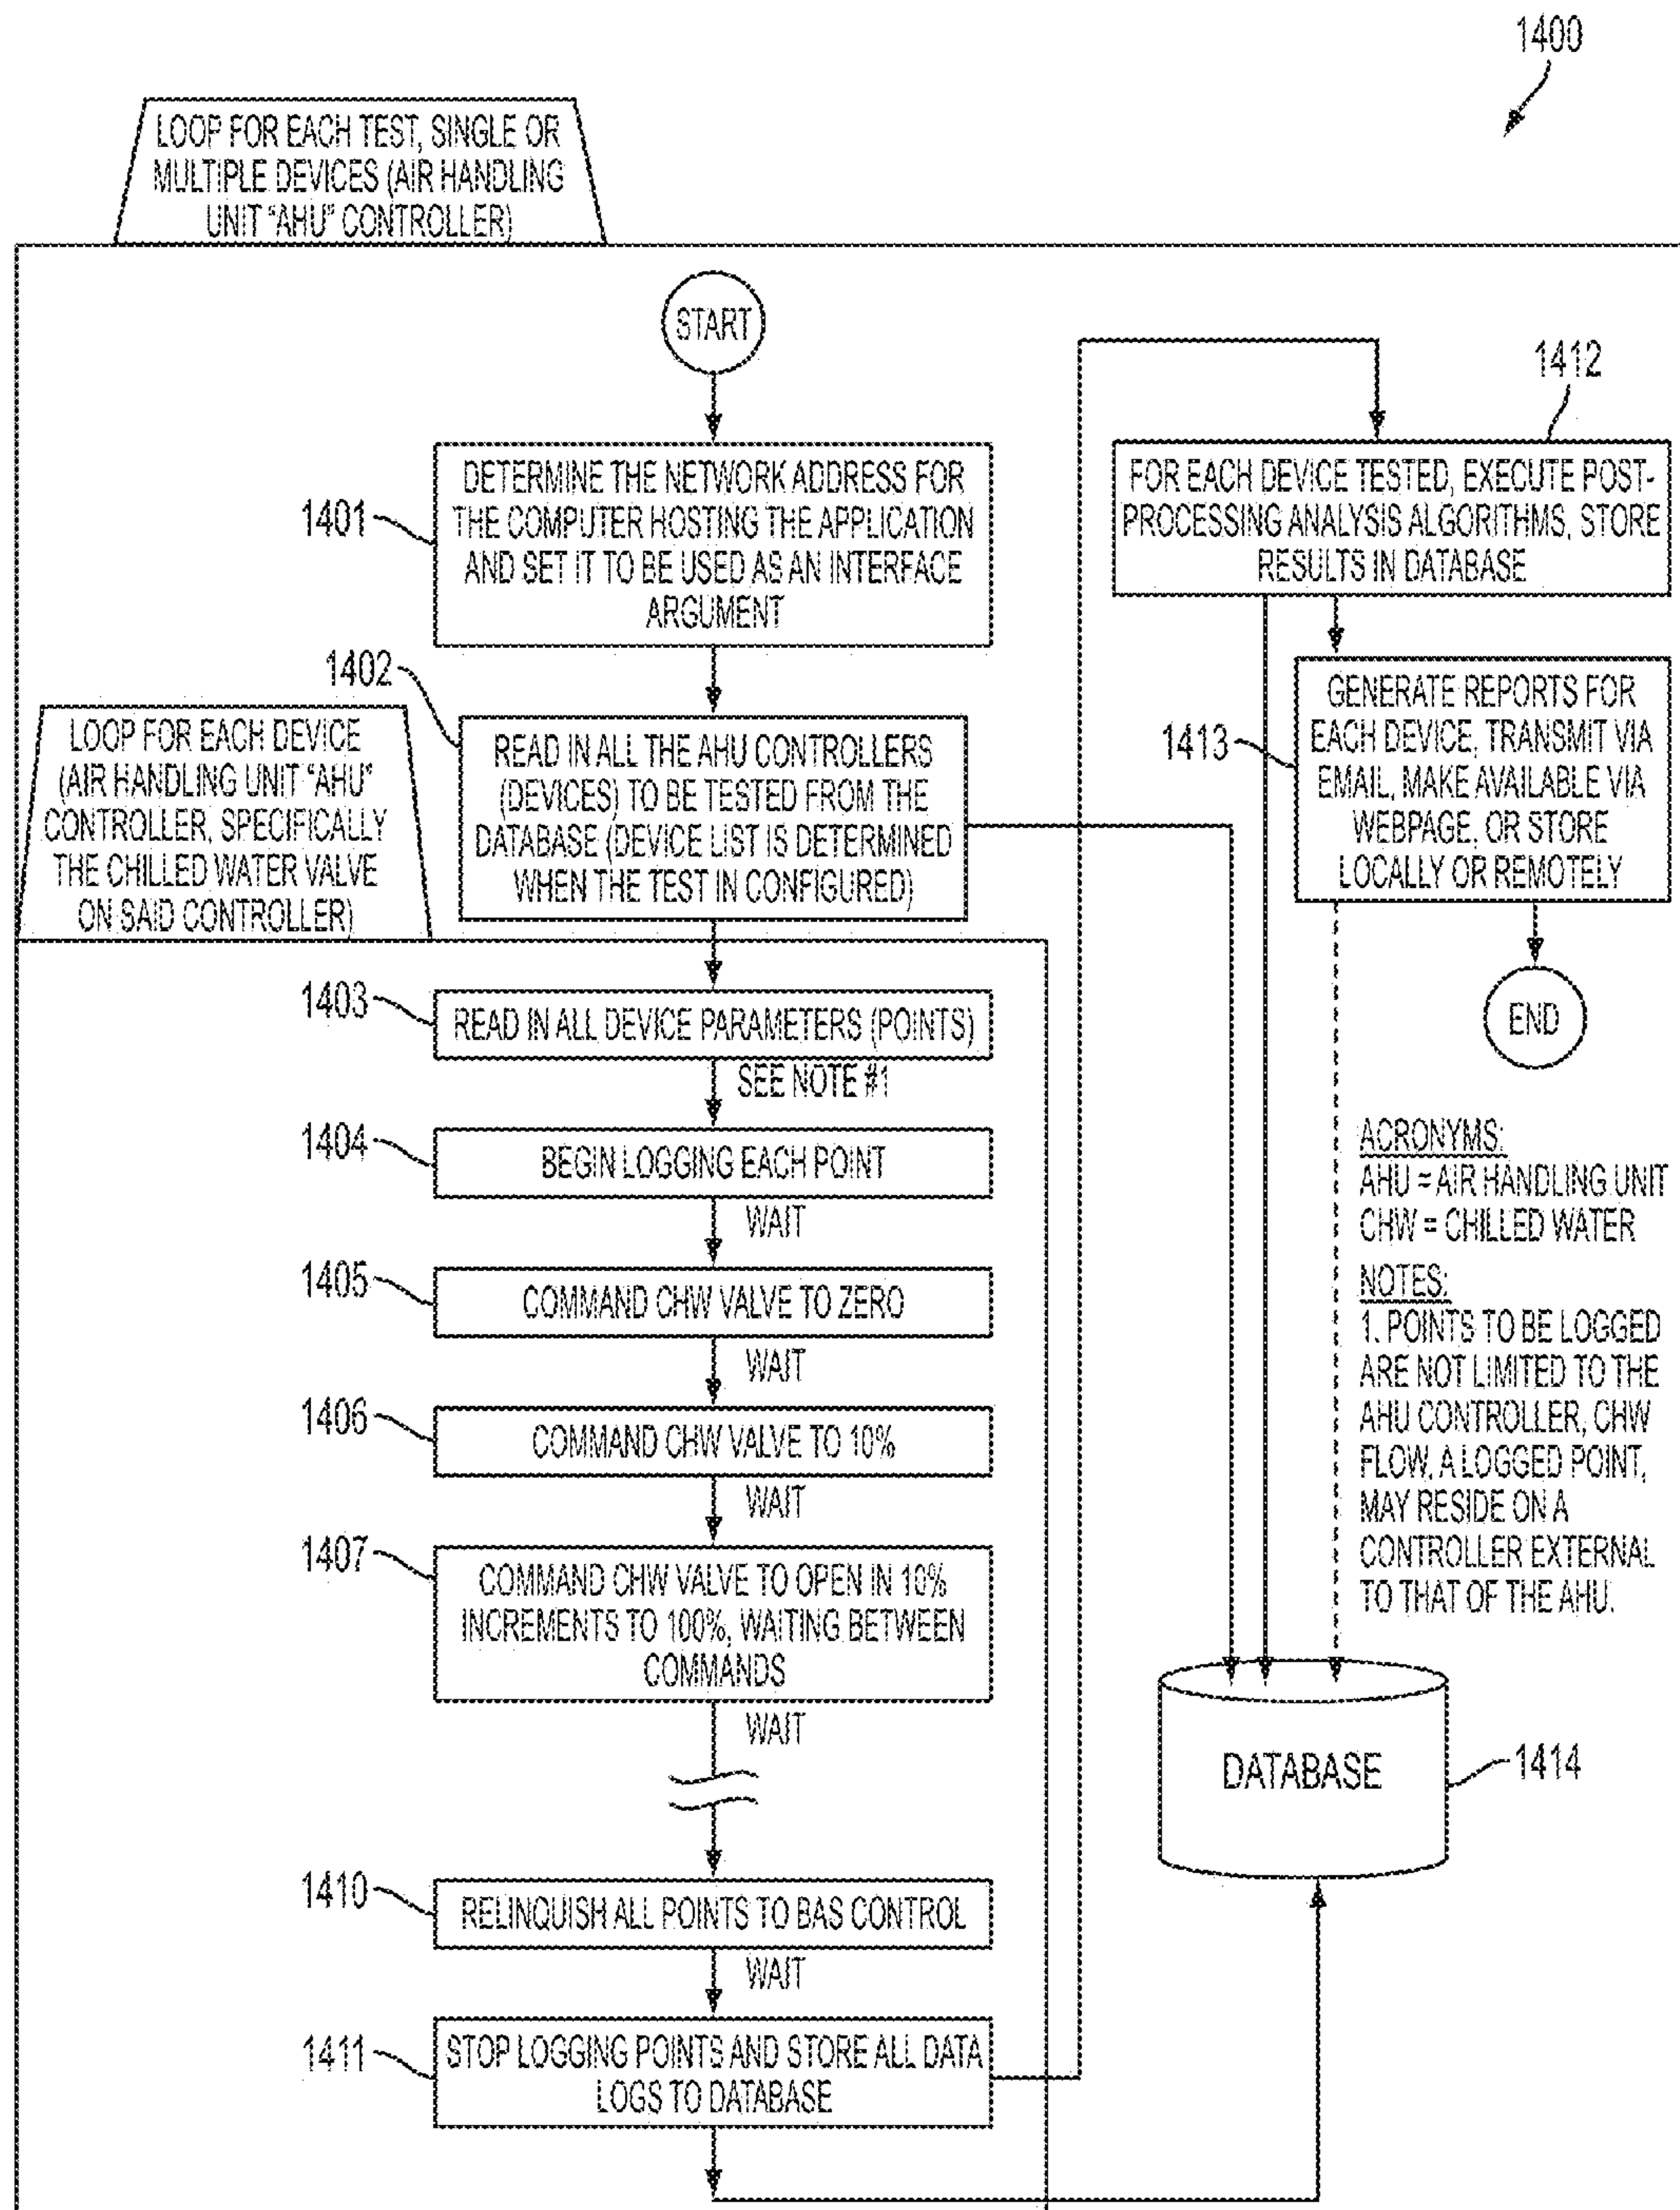 1400
LOOP FOR EACH TEST, SINGLE OR
MULTIPLE DEVICES (AIR HANDLING
UNIT "AHU" CONTROLLER)
START
1401
DETERMINE THE NETWORK ADDRESS FOR
THE COMPUTER HOSTING THE APPLICATION
AND SET IT TO BE USED AS AN INTERFACE
ARGUMENT
1402
READ IN ALL THE AHU CONTROLLERS
(DEVICES) TO BE TESTED FROM THE
DATABASE (DEVICE LIST IS DETERMINED
WHEN THE TEST IN CONFIGURED)
LOOP FOR EACH DEVICE
(AIR HANDLING UNIT "AHU"
CONTROLLER, SPECIFICALLY
THE CHILLED WATER VALVE
ON SAID CONTROLLER)
1403
READ IN ALL DEVICE PARAMETERS (POINTS)
SEE NOTE #1
1404
BEGIN LOGGING EACH POINT
WAIT
1405
COMMAND CHW VALVE TO ZERO
WAIT
1406
COMMAND CHW VALVE TO 10%
WAIT
1407
COMMAND CHW VALVE TO OPEN IN 10%
INCREMENTS TO 100%, WAITING BETWEEN
COMMANDS
WAIT
1410
RELINQUISH ALL POINTS TO BAS CONTROL
WAIT
1411
STOP LOGGING POINTS AND STORE ALL DATA
LOGS TO DATABASE
1412
FOR EACH DEVICE TESTED, EXECUTE POST-
PROCESSING ANALYSIS ALGORITHMS, STORE
RESULTS IN DATABASE
1413
GENERATE REPORTS FOR
EACH DEVICE, TRANSMIT VIA
EMAIL, MAKE AVAILABLE VIA
WEBPAGE, OR STORE
LOCALLY OR REMOTELY
END
ACRONYMS:
AHU = AIR HANDLING UNIT
CHW = CHILLED WATER
NOTES:
1. POINTS TO BE LOGGED
ARE NOT LIMITED TO THE
AHU CONTROLLER, CHW
FLOW, A LOGGED POINT,
MAY RESIDE ON A
CONTROLLER EXTERNAL
TO THAT OF THE AHU.
DATABASE
1414